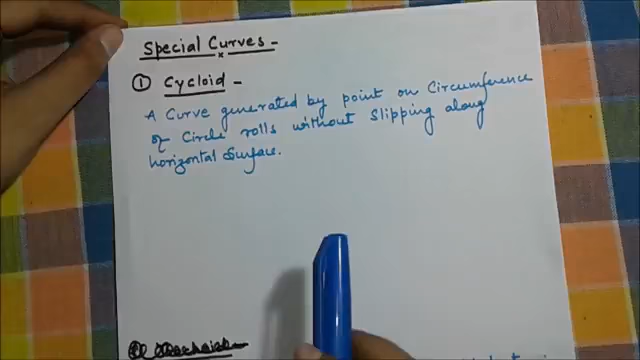 Special Curves -
① Cycloid -
A Curve generated by point on Circumference
of Circle rolls without Slipping along
horizontal Surface.